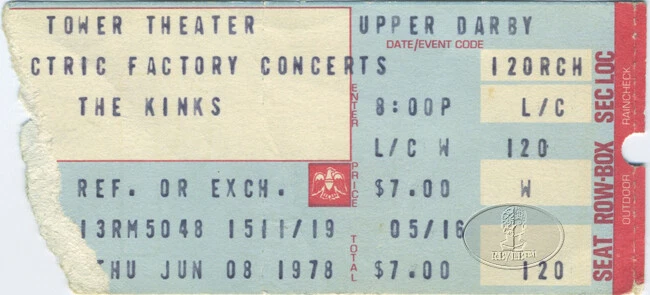 TOWER THEATER UPPER DARBY
DATE/EVENT CODE
CTRIC FACTORY CONCERTS 120RCH
THE KINKS 8:00P L/C
ENTER
L/C W 120
REF. OR EXCH. $7.00 W
PRICE
13RM5048 1511/19 05/16
THU JUN 08 1978 $7.00 120
TOTAL
SEAT ROW-BOX SEC LOC
OUTDOOR RAINCHECK